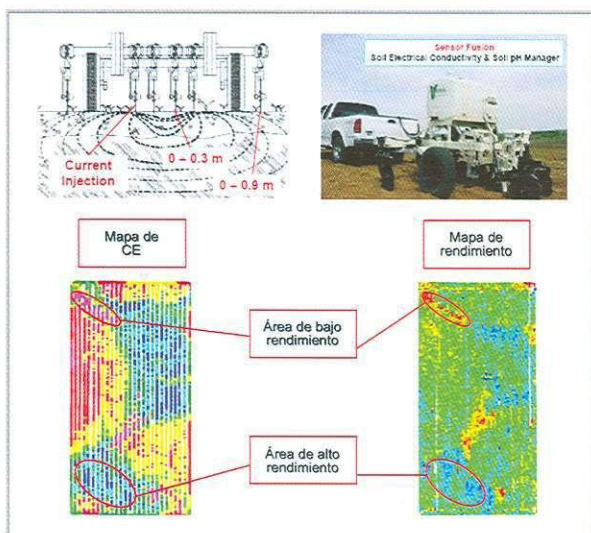 Sensor Fusion
Soil Electrical Conductivity & Soil pH Manager
Current
Injection
0 – 0.3 m
0 – 0.9 m
Mapa de
CE
Mapa de
rendimiento
Área de bajo
rendimiento
Área de alto
rendimiento